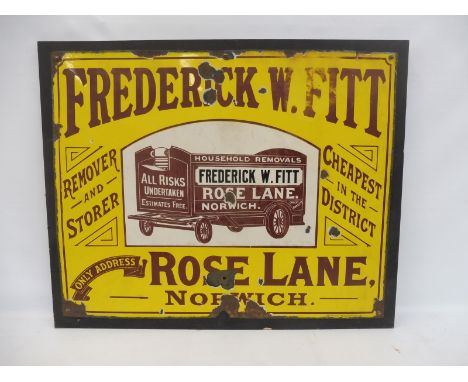 FREDERICK·W.FITT
REMOVER
AND
STORER
ALL RISKS
UNDERTAKEN
ESTIMATES FREE.
HOUSEHOLD REMOVALS
FREDERICK W. FITT
ROSE LANE,
NORWICH.
CHEAPEST
IN THE
DISTRICT
ONLY ADDRESS
ROSE LANE,
NORWICH.